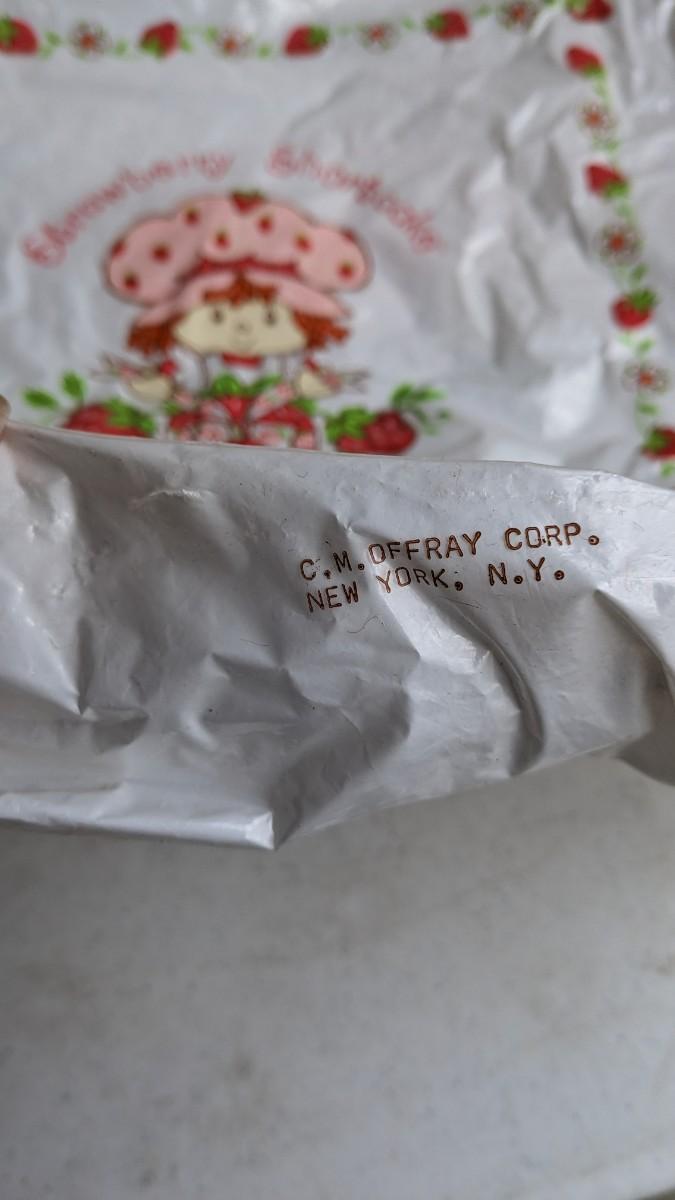 Strawberry Shortcake
C.M.OFFRAY CORP.
NEW YORK, N.Y.